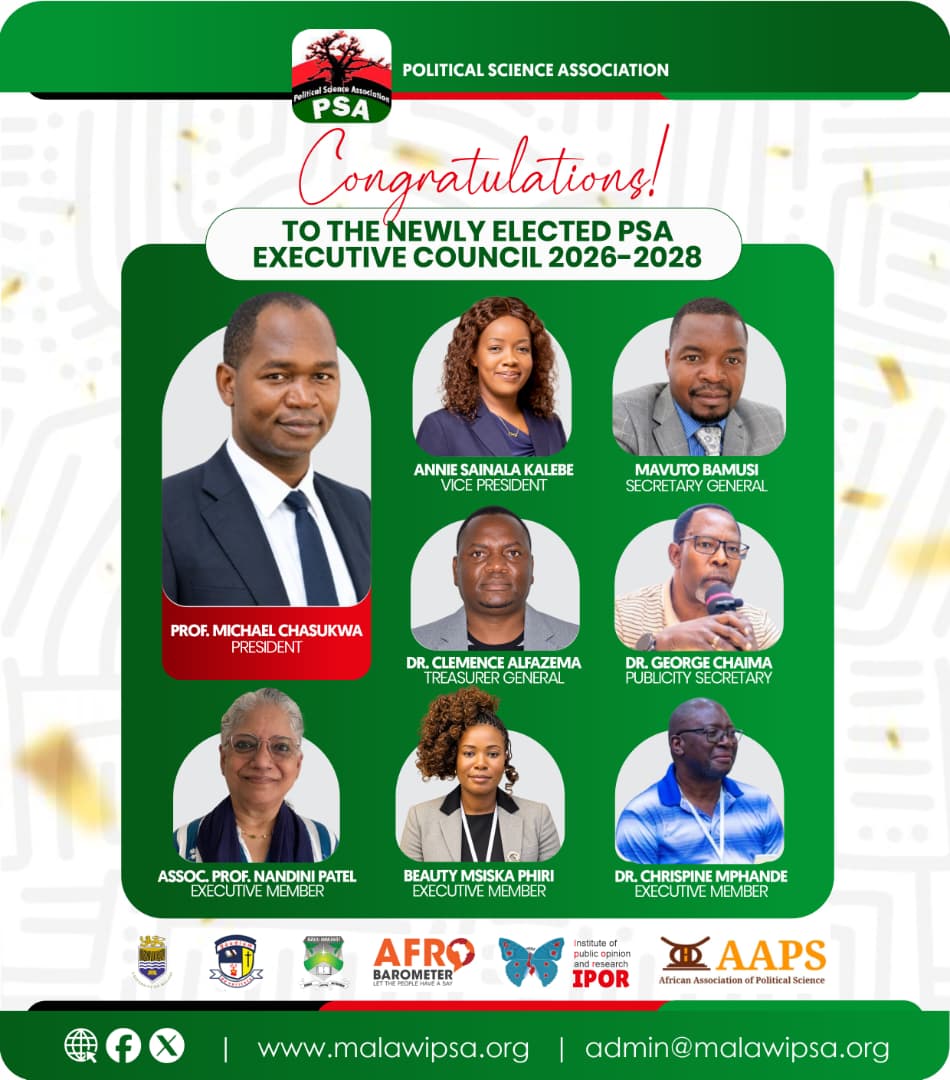 Political Science Association
PSA
POLITICAL SCIENCE ASSOCIATION
Congratulations!
TO THE NEWLY ELECTED PSA
EXECUTIVE COUNCIL 2026-2028
PROF. MICHAEL CHASUKWA
PRESIDENT
ANNIE SAINALA KALEBE
VICE PRESIDENT
MAVUTO BAMUSI
SECRETARY GENERAL
DR. CLEMENCE ALFAZEMA
TREASURER GENERAL
DR. GEORGE CHAIMA
PUBLICITY SECRETARY
ASSOC. PROF. NANDINI PATEL
EXECUTIVE MEMBER
BEAUTY MSISKA PHIRI
EXECUTIVE MEMBER
DR. CHRISPINE MPHANDE
EXECUTIVE MEMBER
AFRO
BAROMETER
LET THE PEOPLE HAVE A SAY
Institute of
public opinion
and research
IPOR
AAPS
African Association of Political Science
| www.malawipsa.org | admin@malawipsa.org